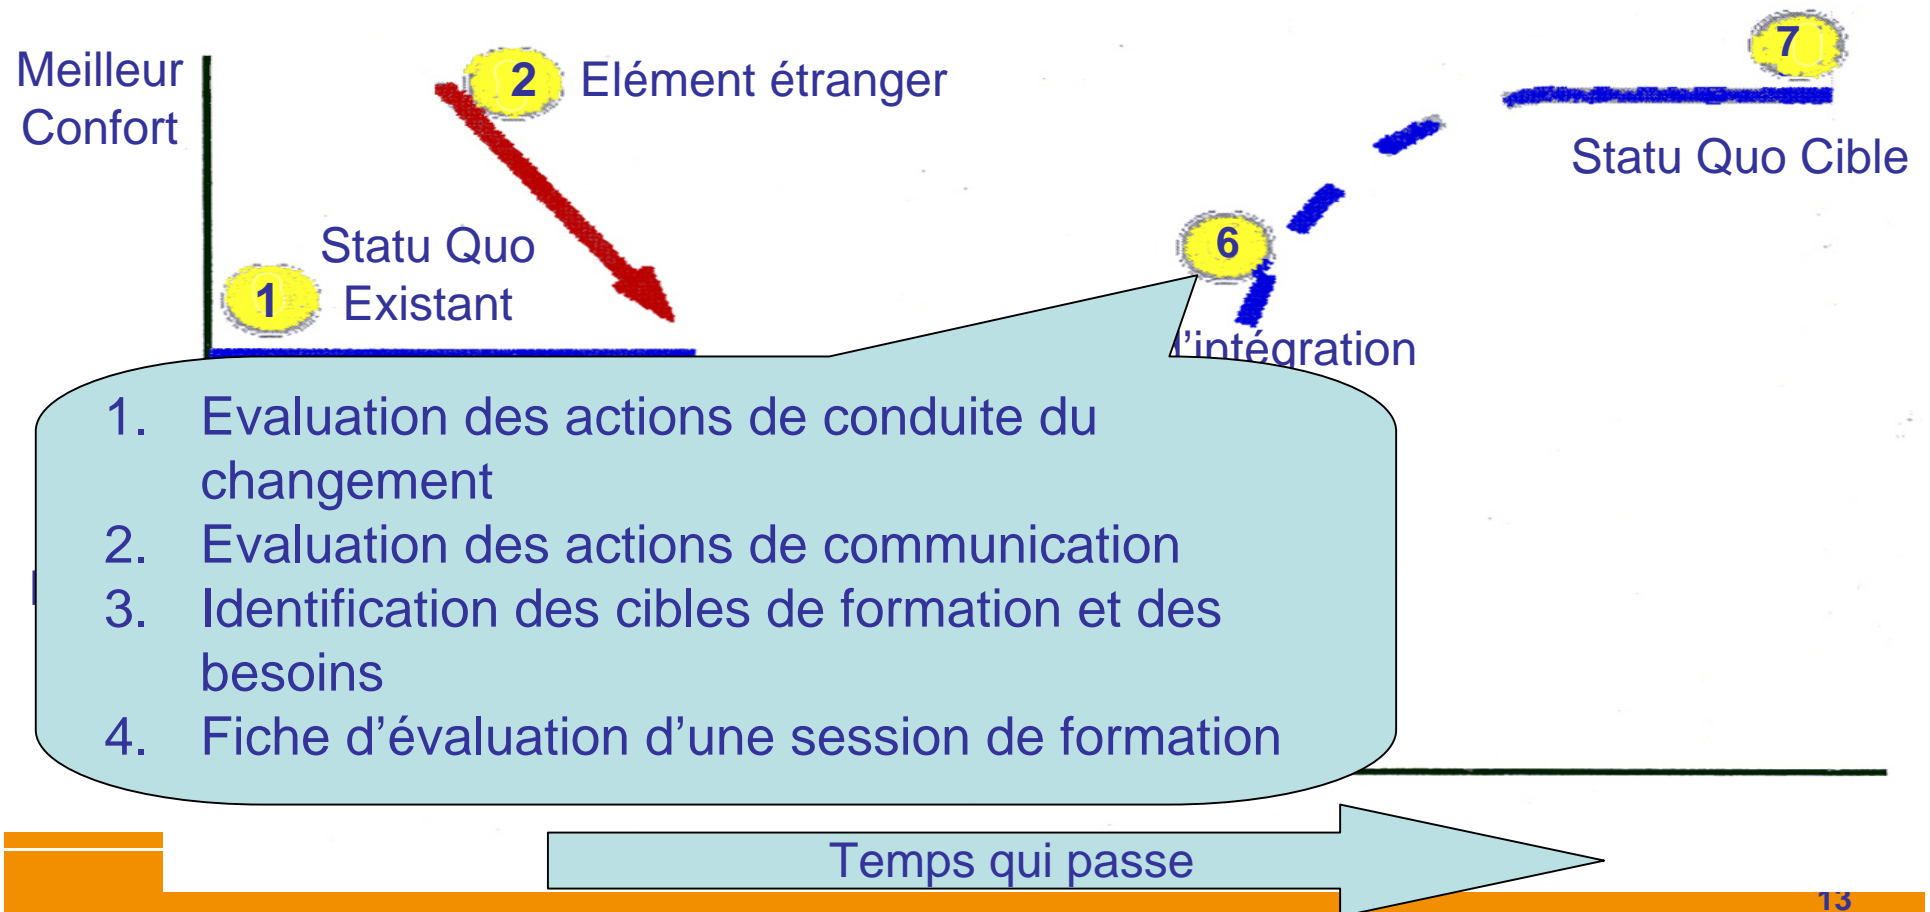 Meilleur
Confort
2
Elément étranger
7
Statu Quo Cible
Statu Quo
Existant
1
6
l'intégration
1. Evaluation des actions de conduite du
changement
2. Evaluation des actions de communication
3. Identification des cibles de formation et des
besoins
4. Fiche d’évaluation d’une session de formation
Temps qui passe
13